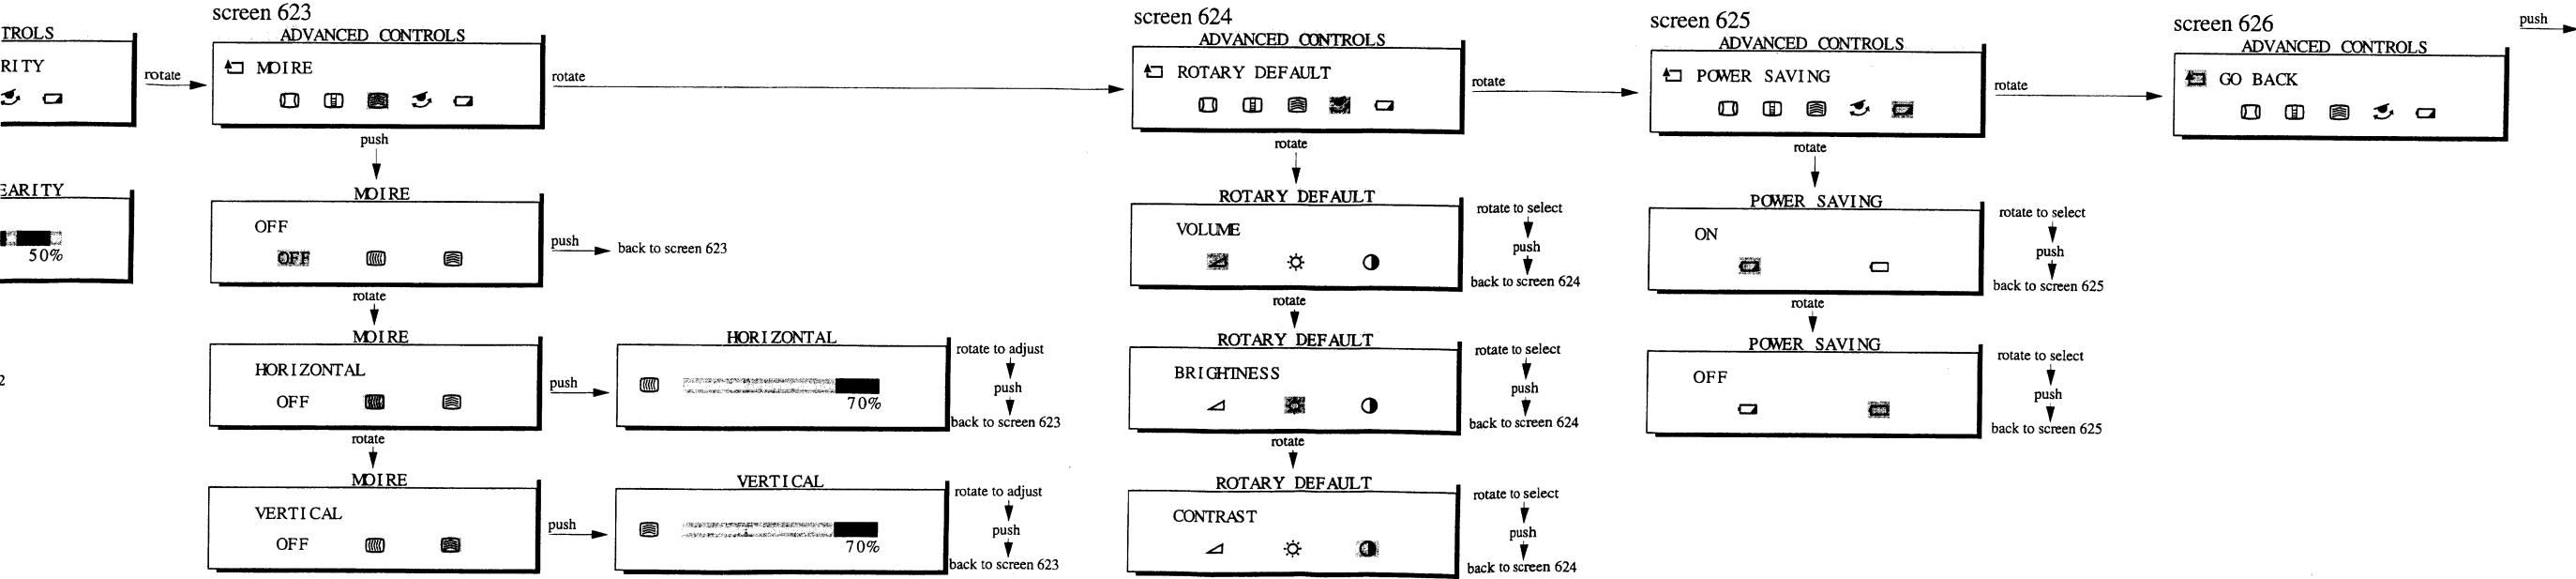 TROLS
RITY
rotate
EARITY
50%
2
screen 623
ADVANCED CONTROLS
MOIRE
rotate
push
MOIRE
OFF
OFF
push
back to screen 623
rotate
MOIRE
HORIZONTAL
OFF
push
HORIZONTAL
70%
rotate to adjust
push
back to screen 623
rotate
MOIRE
VERTICAL
OFF
push
VERTICAL
70%
rotate to adjust
push
back to screen 623
screen 624
ADVANCED CONTROLS
ROTARY DEFAULT
rotate
rotate
ROTARY DEFAULT
VOLUME
rotate to select
push
back to screen 624
rotate
ROTARY DEFAULT
BRIGHTNESS
rotate to select
push
back to screen 624
rotate
ROTARY DEFAULT
CONTRAST
rotate to select
push
back to screen 624
screen 625
ADVANCED CONTROLS
POWER SAVING
rotate
rotate
POWER SAVING
ON
rotate to select
push
back to screen 625
rotate
POWER SAVING
OFF
rotate to select
push
back to screen 625
screen 626
ADVANCED CONTROLS
GO BACK
push